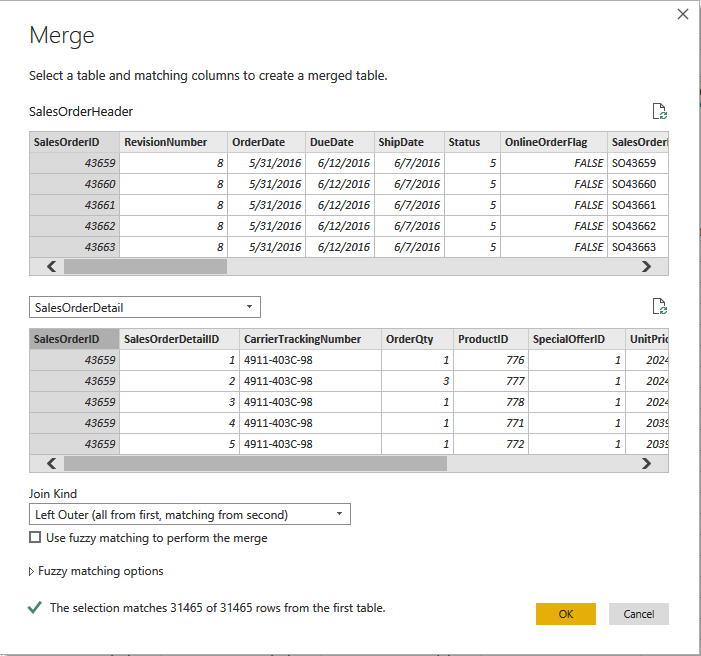 Merge
Select a table and matching columns to create a merged table.
SalesOrderHeader
SalesOrderID RevisionNumber OrderDate DueDate ShipDate Status OnlineOrderFlag SalesOrder
43659 8 5/31/2016 6/12/2016 6/7/2016 5 FALSE SO43659
43660 8 5/31/2016 6/12/2016 6/7/2016 5 FALSE SO43660
43661 8 5/31/2016 6/12/2016 6/7/2016 5 FALSE SO43661
43662 8 5/31/2016 6/12/2016 6/7/2016 5 FALSE SO43662
43663 8 5/31/2016 6/12/2016 6/7/2016 5 FALSE SO43663
SalesOrderDetail
SalesOrderID SalesOrderDetailID CarrierTrackingNumber OrderQty ProductID SpecialOfferID UnitPric
43659 1 4911-403C-98 1 776 1 2024
43659 2 4911-403C-98 3 777 1 2024
43659 3 4911-403C-98 1 778 1 2024
43659 4 4911-403C-98 1 771 1 2039
43659 5 4911-403C-98 1 772 1 2039
Join Kind
Left Outer (all from first, matching from second)
Use fuzzy matching to perform the merge
Fuzzy matching options
The selection matches 31465 of 31465 rows from the first table.
OK Cancel